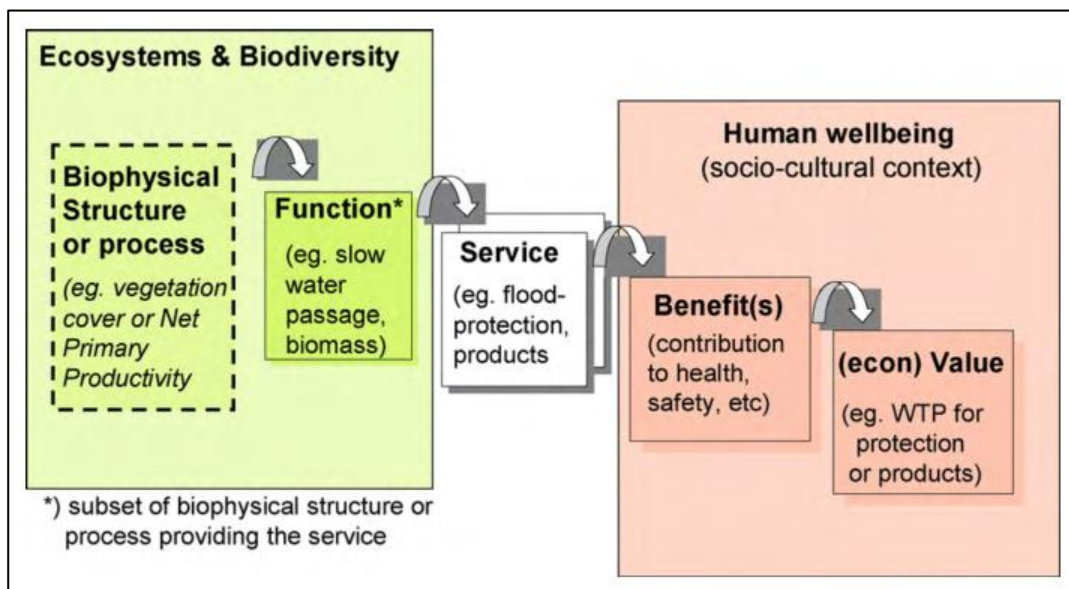 Ecosystems & Biodiversity
Biophysical
Structure
or process
(eg. vegetation
cover or Net
Primary
Productivity
Function*
(eg. slow
water
passage,
biomass)
Service
(eg. flood-
protection,
products
Human wellbeing
(socio-cultural context)
Benefit(s)
(contribution
to health,
safety, etc)
(econ) Value
(eg. WTP for
protection
or products)
*) subset of biophysical structure or
process providing the service